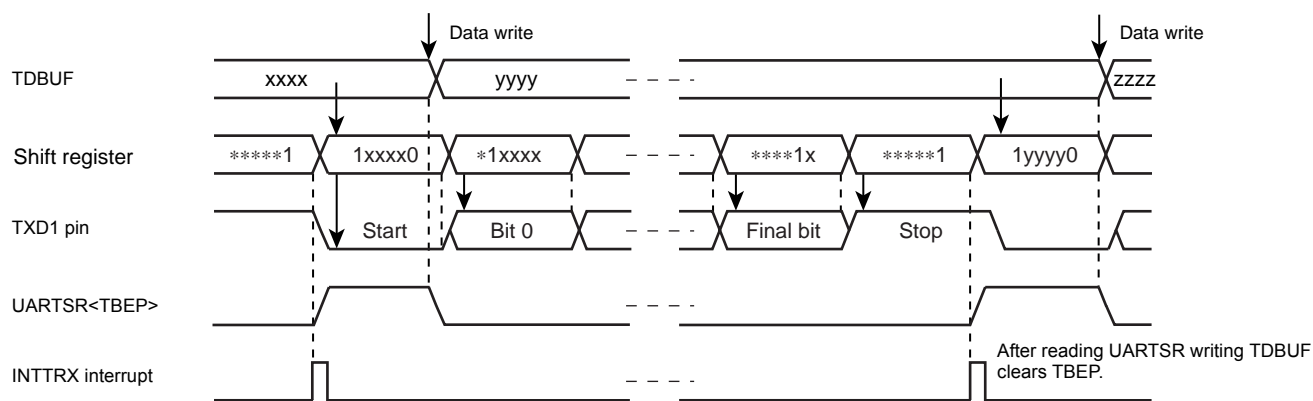 Data write
Data write
TDBUF
xxxx
yyyy
zzzz
Shift register
*****1
1xxxx0
*1xxxx
****1x
*****1
1yyyy0
TXD1 pin
Start
Bit 0
Final bit
Stop
UARTSR<TBEP>
INTTRX interrupt
After reading UARTSR writing TDBUF
clears TBEP.